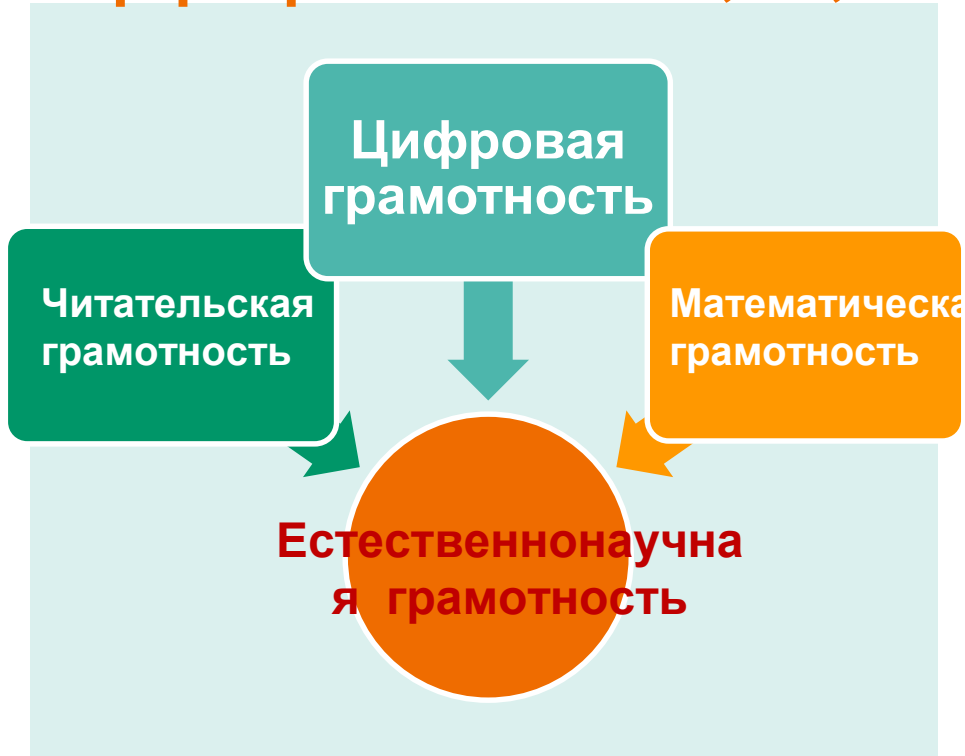 Цифровая
грамотность
Читательская
грамотность
Математическа
грамотность
Естественнонаучна
я грамотность